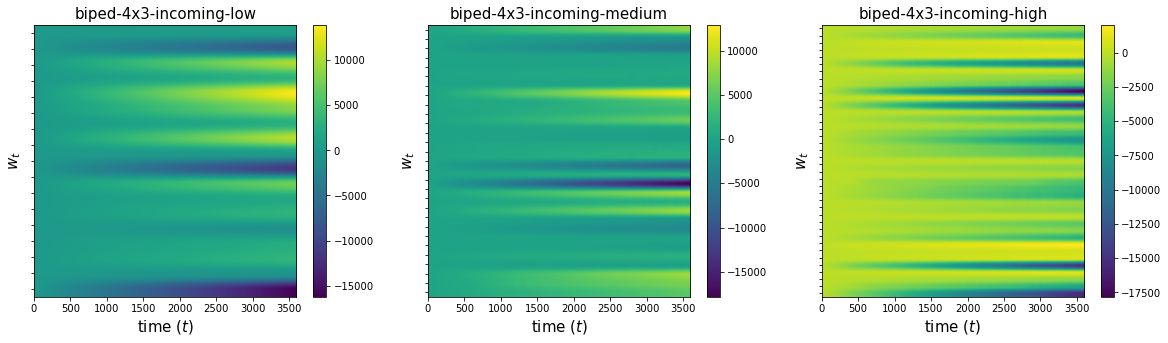 biped-4x3-incoming-low
10000
5000
0
−5000
−10000
−15000
w_t
0 500 1000 1500 2000 2500 3000 3500
time (t)
biped-4x3-incoming-medium
10000
5000
0
−5000
−10000
−15000
w_t
0 500 1000 1500 2000 2500 3000 3500
time (t)
biped-4x3-incoming-high
0
−2500
−5000
−7500
−10000
−12500
−15000
−17500
w_t
0 500 1000 1500 2000 2500 3000 3500
time (t)